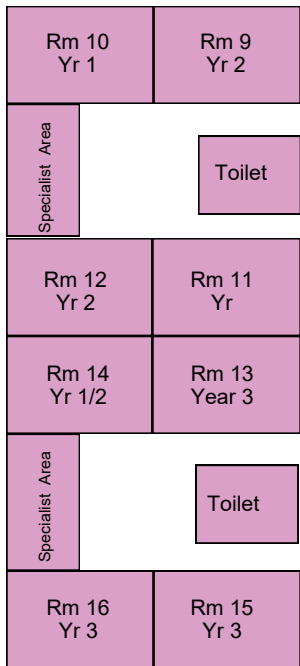 Rm 10
Yr 1
Rm 9
Yr 2
Specialist Area
Toilet
Rm 12
Yr 2
Rm 11
Yr
Rm 14
Yr 1/2
Rm 13
Year 3
Specialist Area
Toilet
Rm 16
Yr 3
Rm 15
Yr 3